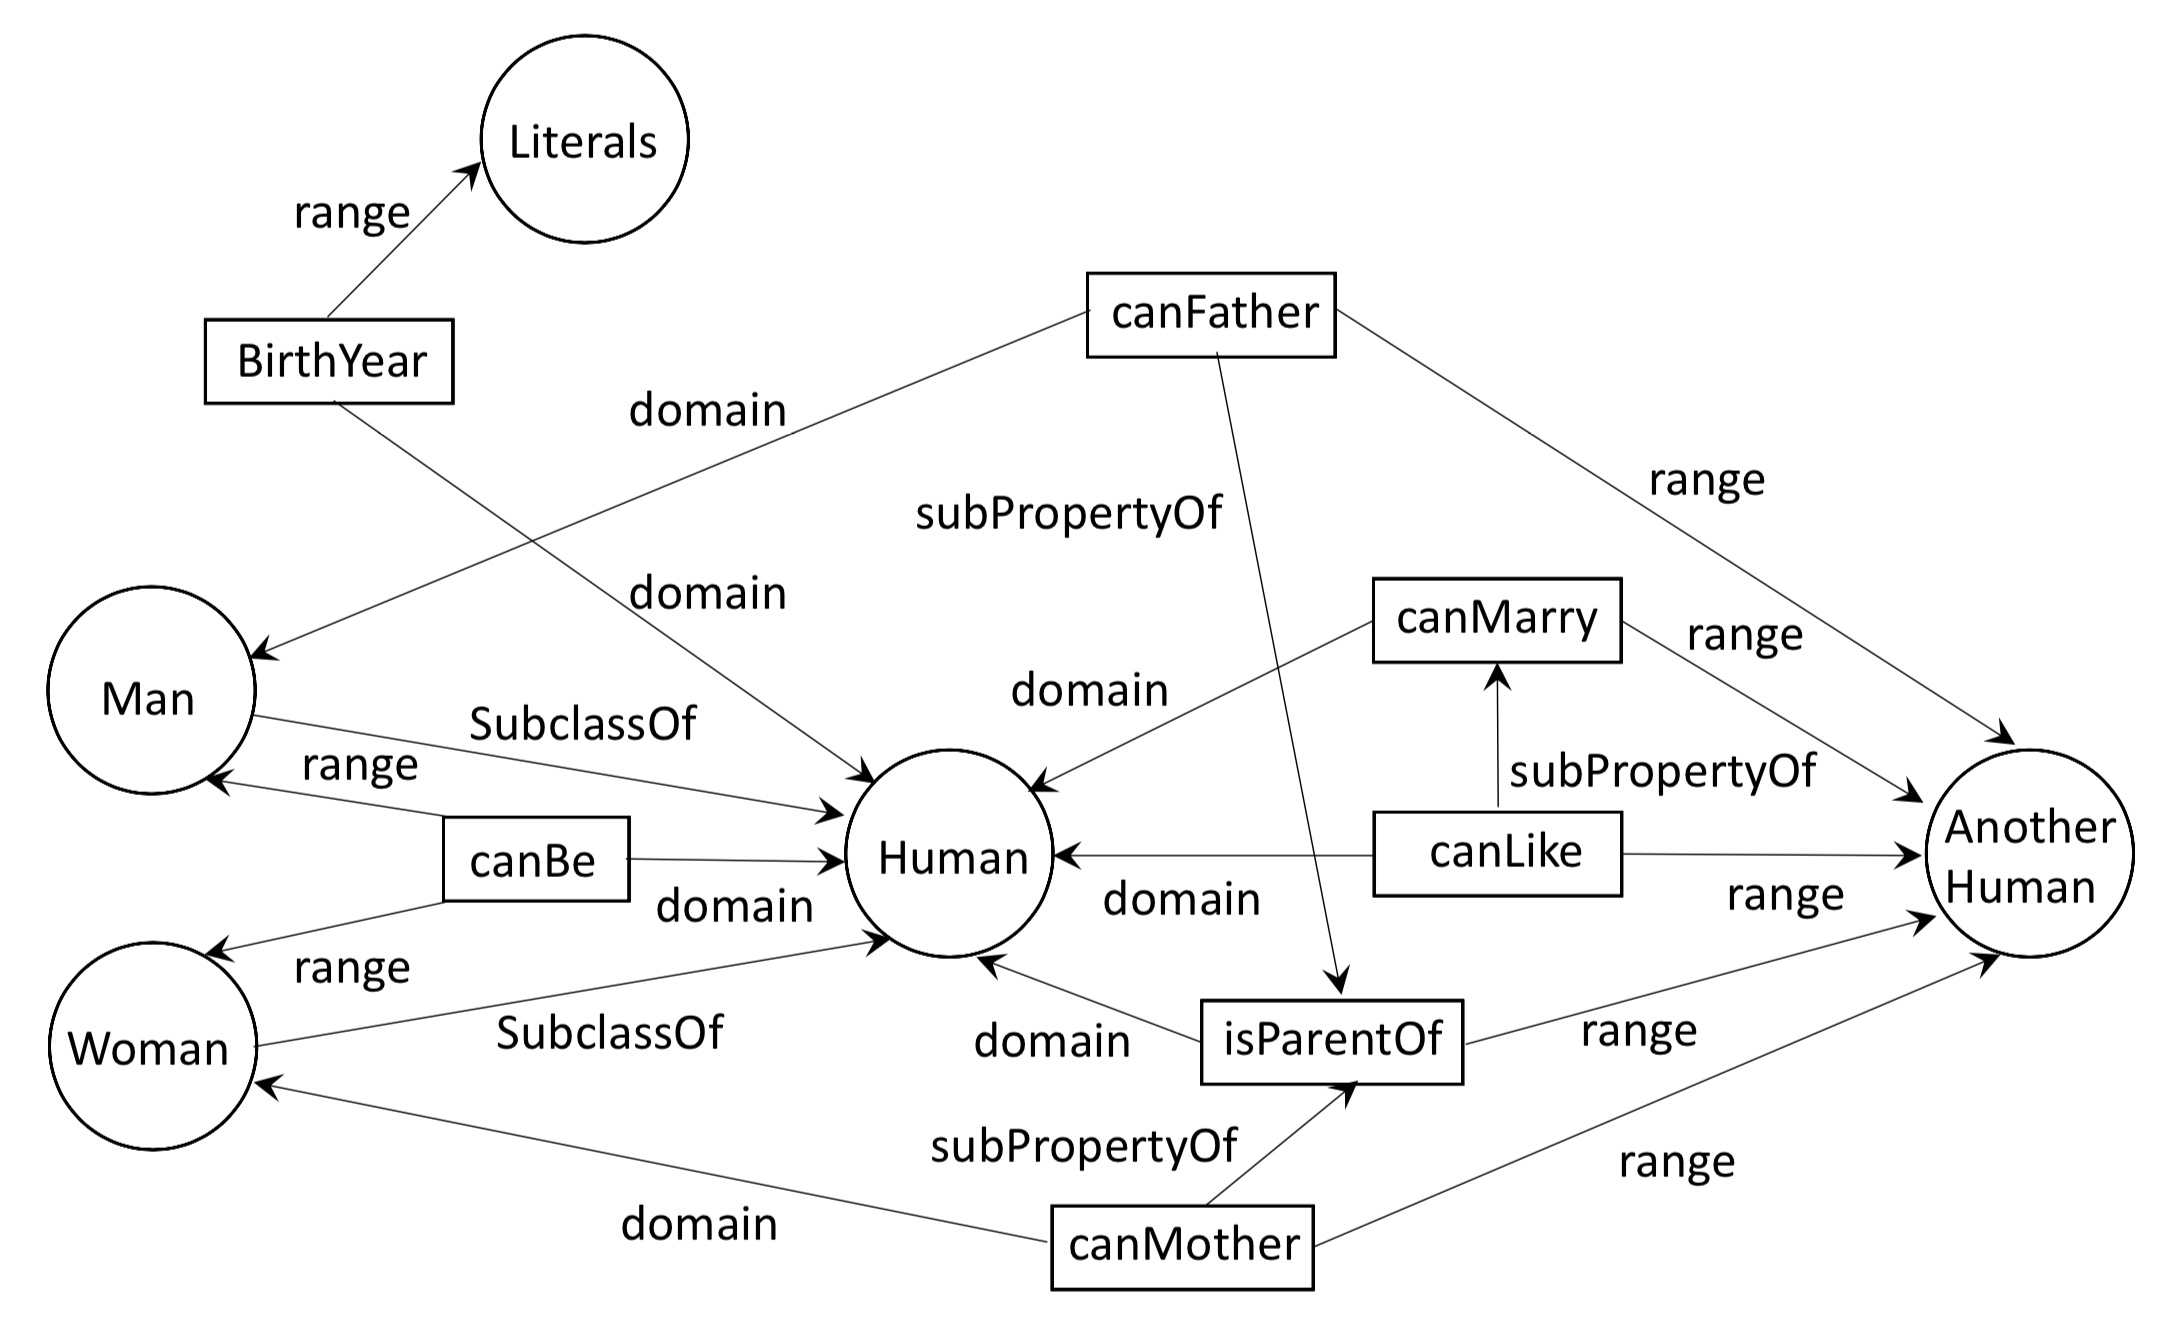 Literals
range
canFather
BirthYear
domain
range
subPropertyOf
domain
canMarry
range
Man
domain
SubclassOf
range
subPropertyOf
Another
Human
canLike
Human
canBe
domain
domain
range
range
isParentOf
range
domain
SubclassOf
Woman
subPropertyOf
range
domain
canMother